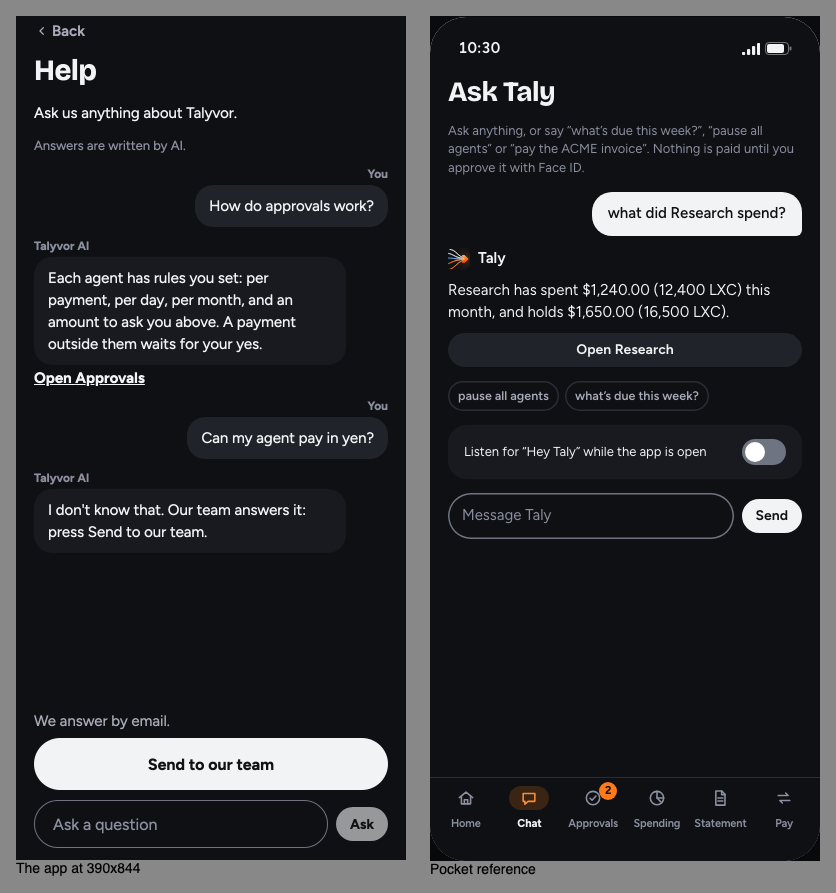 Back
Help
Ask us anything about Talyvor.
Answers are written by AI.
You
How do approvals work?
Talyvor AI
Each agent has rules you set: per
payment, per day, per month, and an
amount to ask you above. A payment
outside them waits for your yes.
Open Approvals
You
Can my agent pay in yen?
Talyvor AI
I don't know that. Our team answers it:
press Send to our team.
We answer by email.
Send to our team
Ask a question
Ask
The app at 390x844
10:30
Ask Taly
Ask anything, or say “what’s due this week?”, “pause all
agents” or “pay the ACME invoice”. Nothing is paid until you
approve it with Face ID.
what did Research spend?
Taly
Research has spent $1,240.00 (12,400 LXC) this
month, and holds $1,650.00 (16,500 LXC).
Open Research
pause all agents
what’s due this week?
Listen for “Hey Taly” while the app is open
Message Taly
Send
2
Home
Chat
Approvals
Spending
Statement
Pay
Pocket reference